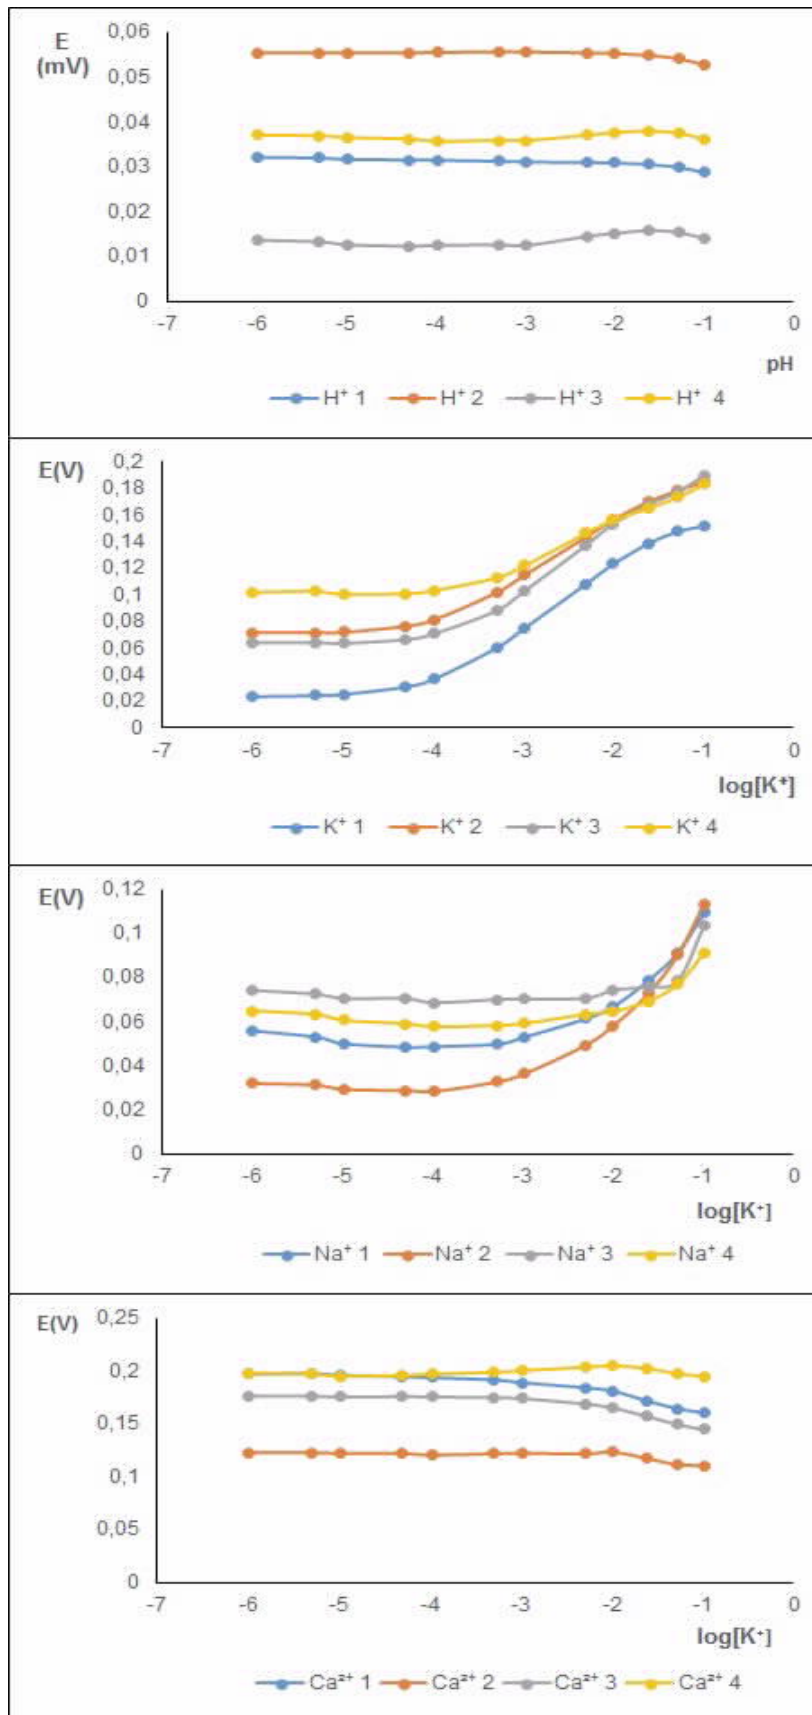 E
(mV)
0,06
0,05
0,04
0,03
0,02
0,01
0
-7 -6 -5 -4 -3 -2 -1 0
pH
H⁺ 1 H⁺ 2 H⁺ 3 H⁺ 4
E(V)
0,2
0,18
0,16
0,14
0,12
0,1
0,08
0,06
0,04
0,02
0
-7 -6 -5 -4 -3 -2 -1 0
log[K⁺]
K⁺ 1 K⁺ 2 K⁺ 3 K⁺ 4
E(V)
0,12
0,1
0,08
0,06
0,04
0,02
0
-7 -6 -5 -4 -3 -2 -1 0
log[K⁺]
Na⁺ 1 Na⁺ 2 Na⁺ 3 Na⁺ 4
E(V)
0,25
0,2
0,15
0,1
0,05
0
-7 -6 -5 -4 -3 -2 -1 0
log[K⁺]
Ca²⁺ 1 Ca²⁺ 2 Ca²⁺ 3 Ca²⁺ 4